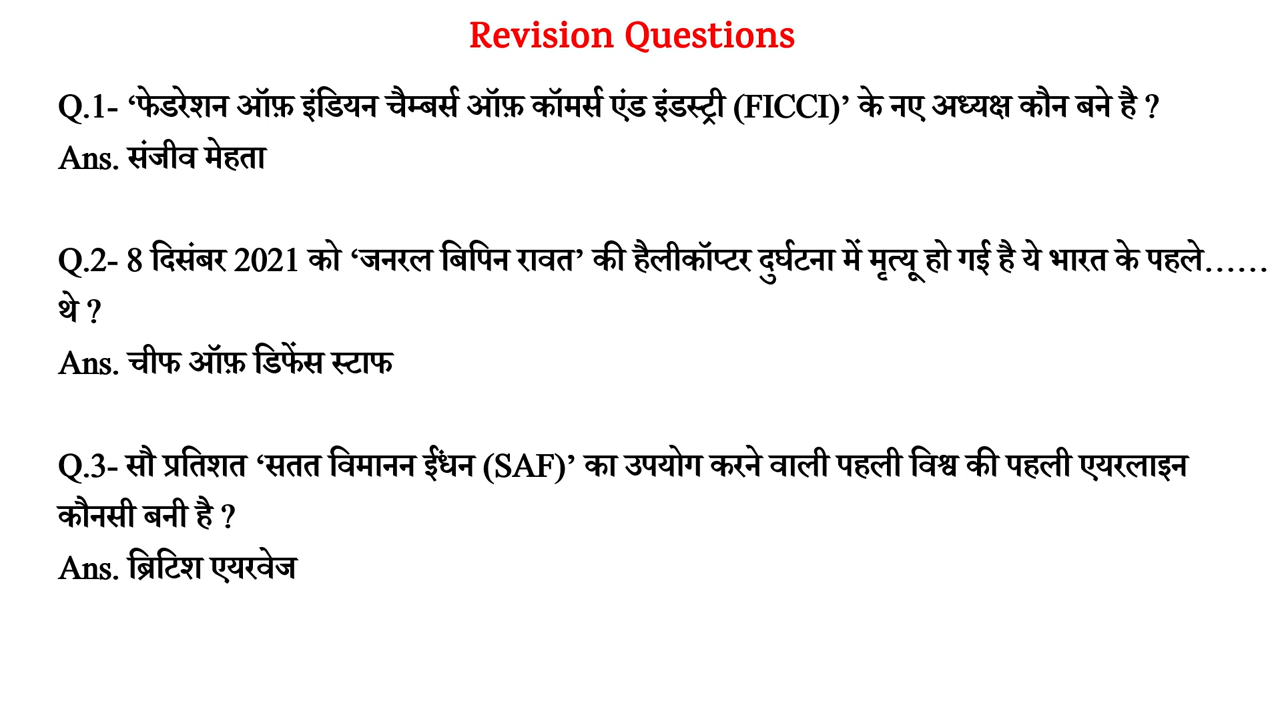 Revision Questions
Q.1- ‘फेडरेशन ऑफ़ इंडियन चैम्बर्स ऑफ़ कॉमर्स एंड इंडस्ट्री (FICCI)’ के नए अध्यक्ष कौन बने है ?
Ans. संजीव मेहता
Q.2- 8 दिसंबर 2021 को ‘जनरल बिपिन रावत’ की हैलीकॉप्टर दुर्घटना में मृत्यू हो गई है ये भारत के पहले……
थे ?
Ans. चीफ ऑफ़ डिफेंस स्टाफ
Q.3- सौ प्रतिशत ‘सतत विमानन ईंधन (SAF)’ का उपयोग करने वाली पहली विश्व की पहली एयरलाइन
कौनसी बनी है ?
Ans. ब्रिटिश एयरवेज